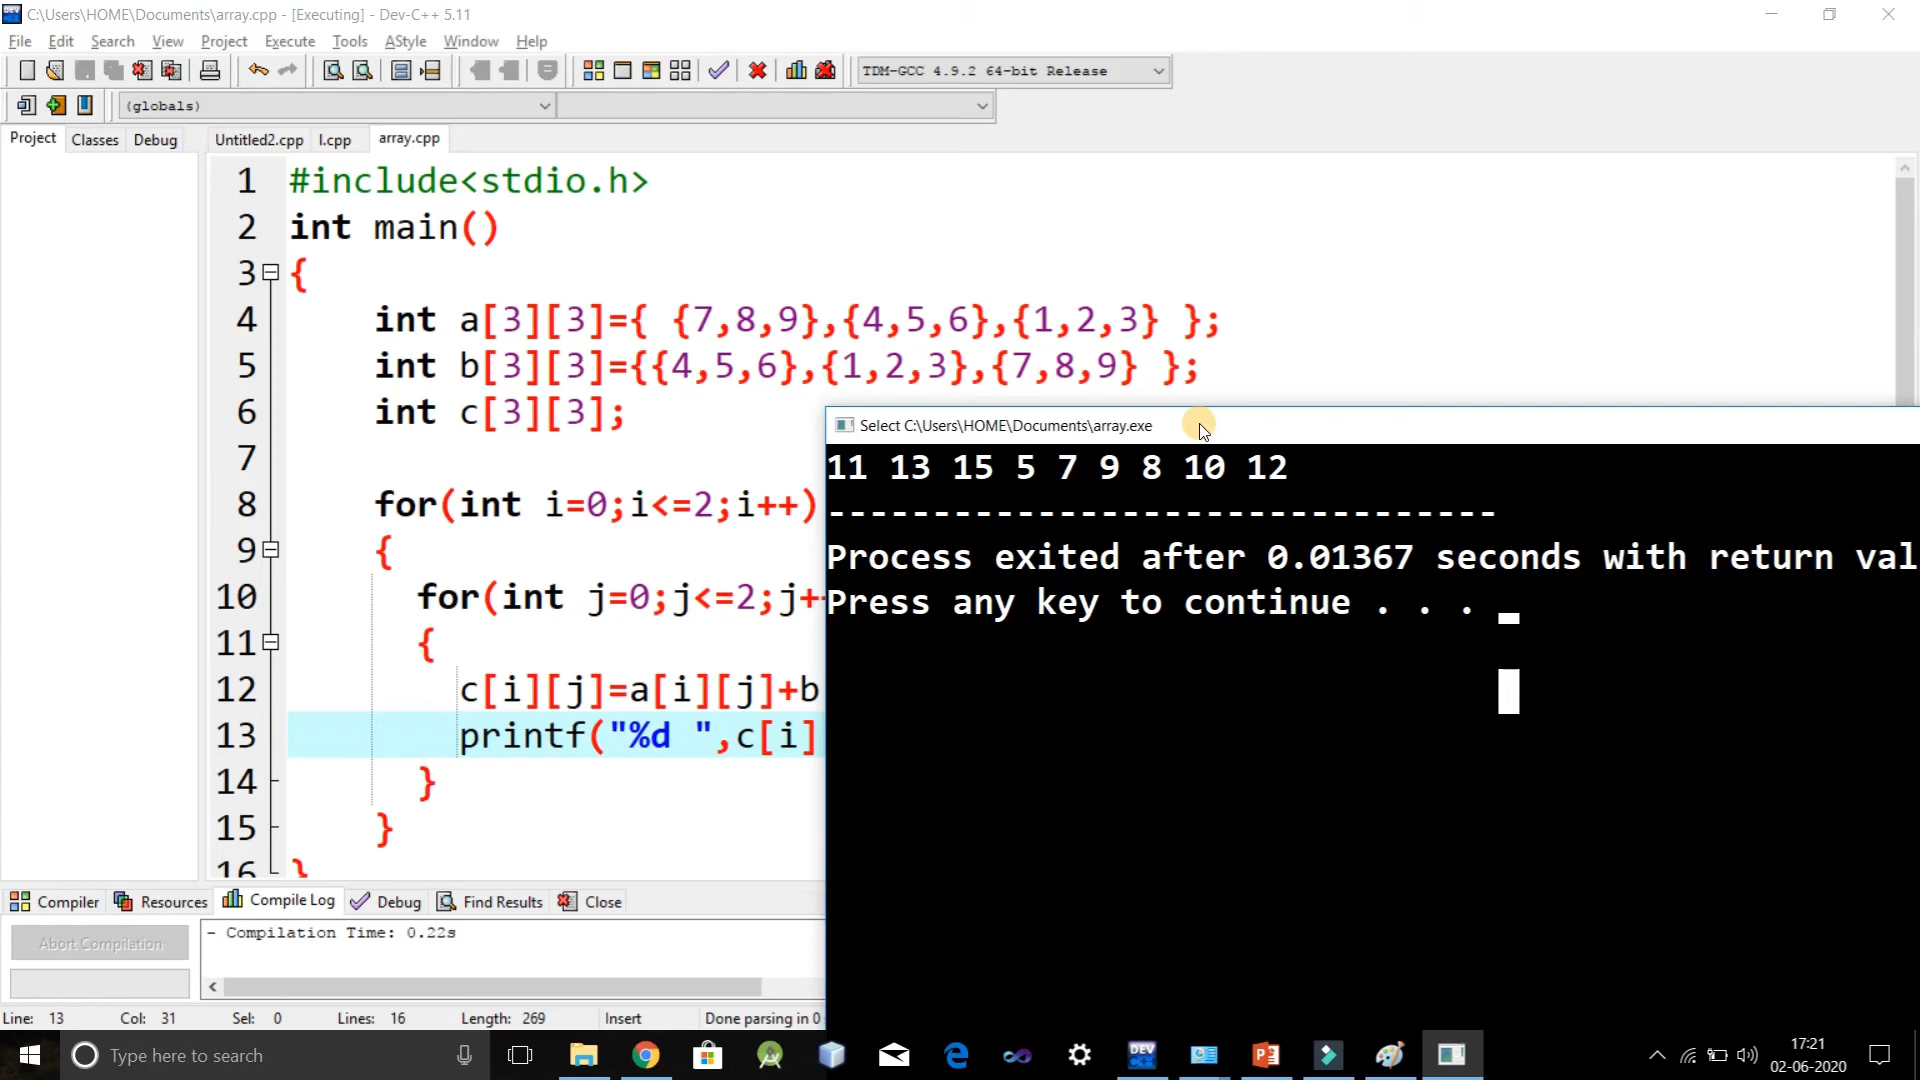 C:\Users\HOME\Documents\array.cpp - [Executing] - Dev-C++ 5.11
File Edit Search View Project Execute Tools AStyle Window Help
TDM-GCC 4.9.2 64-bit Release
(globals)
Project Classes Debug Untitled2.cpp l.cpp array.cpp
1 #include<stdio.h>
2 int main()
3 {
4 int a[3][3]={ {7,8,9},{4,5,6},{1,2,3} };
5 int b[3][3]={{4,5,6},{1,2,3},{7,8,9} };
6 int c[3][3];
7
8 for(int i=0;i<=2;i++)
9 {
10 for(int j=0;j<=2;j+
11 {
12 c[i][j]=a[i][j]+b
13 printf("%d ",c[i]
14 }
15 }
16 }
Select C:\Users\HOME\Documents\array.exe
11 13 15 5 7 9 8 10 12
--------------------------------
Process exited after 0.01367 seconds with return val
Press any key to continue . . .
Compiler Resources Compile Log Debug Find Results Close
Abort Compilation
- Compilation Time: 0.22s
Line: 13 Col: 31 Sel: 0 Lines: 16 Length: 269 Insert Done parsing in 0
Type here to search
DEV
17:21
02-06-2020